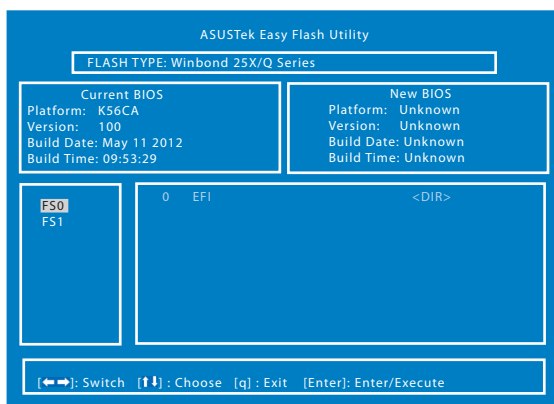 ASUSTek Easy Flash Utility
FLASH TYPE: Winbond 25X/Q Series
Current BIOS
Platform: K56CA
Version: 100
Build Date: May 11 2012
Build Time: 09:53:29
New BIOS
Platform: Unknown
Version: Unknown
Build Date: Unknown
Build Time: Unknown
FS0
FS1
0 EFI <DIR>
[←→]: Switch [↑↓] : Choose [q] : Exit [Enter]: Enter/Execute